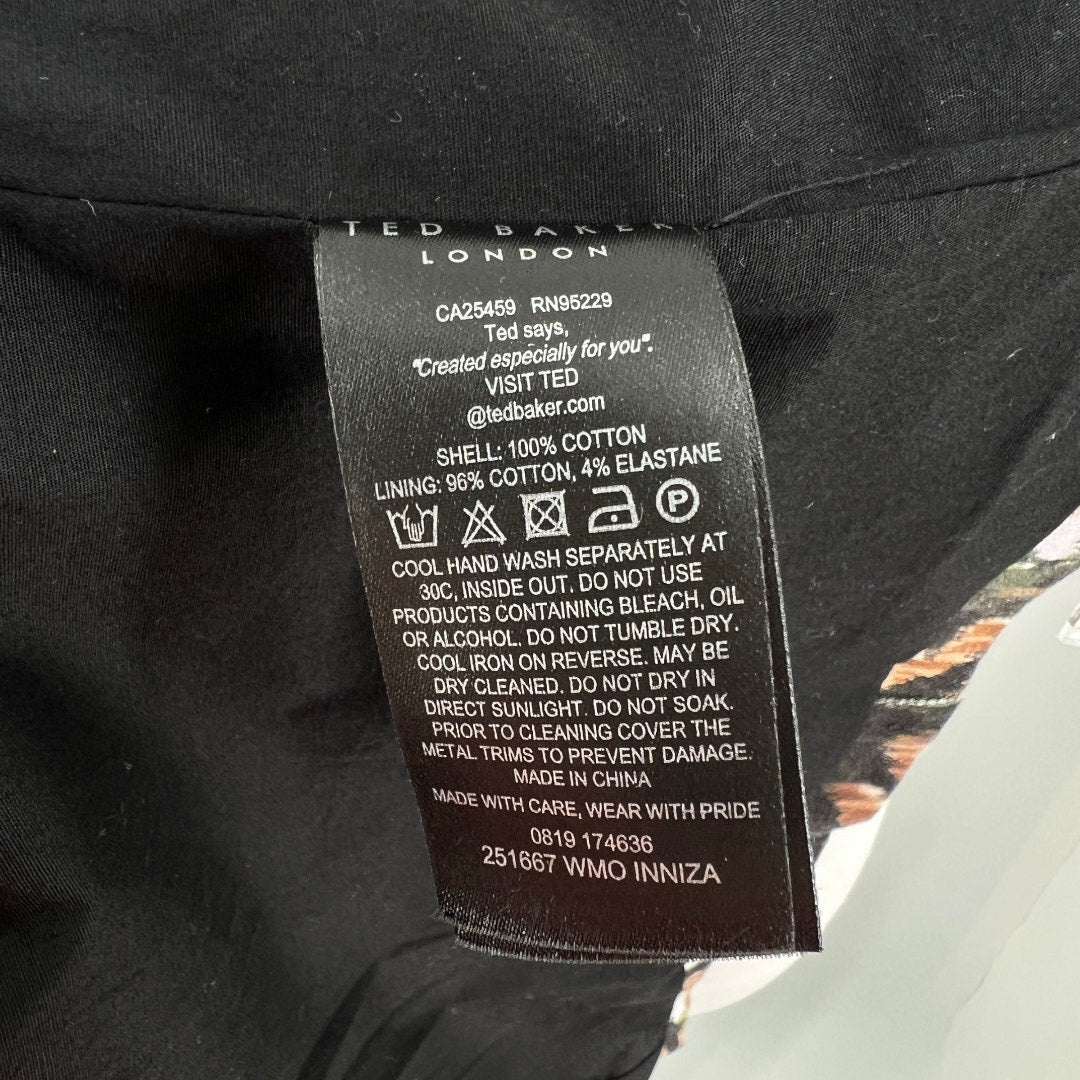 TED BAKER
LONDON
CA25459 RN95229
Ted says,
"Created especially for you".
VISIT TED
@tedbaker.com
SHELL: 100% COTTON
LINING: 96% COTTON, 4% ELASTANE
P
COOL HAND WASH SEPARATELY AT
30C, INSIDE OUT. DO NOT USE
PRODUCTS CONTAINING BLEACH, OIL
OR ALCOHOL. DO NOT TUMBLE DRY.
COOL IRON ON REVERSE. MAY BE
DRY CLEANED. DO NOT DRY IN
DIRECT SUNLIGHT. DO NOT SOAK.
PRIOR TO CLEANING COVER THE
METAL TRIMS TO PREVENT DAMAGE.
MADE IN CHINA
MADE WITH CARE, WEAR WITH PRIDE
0819 174636
251667 WMO INNIZA